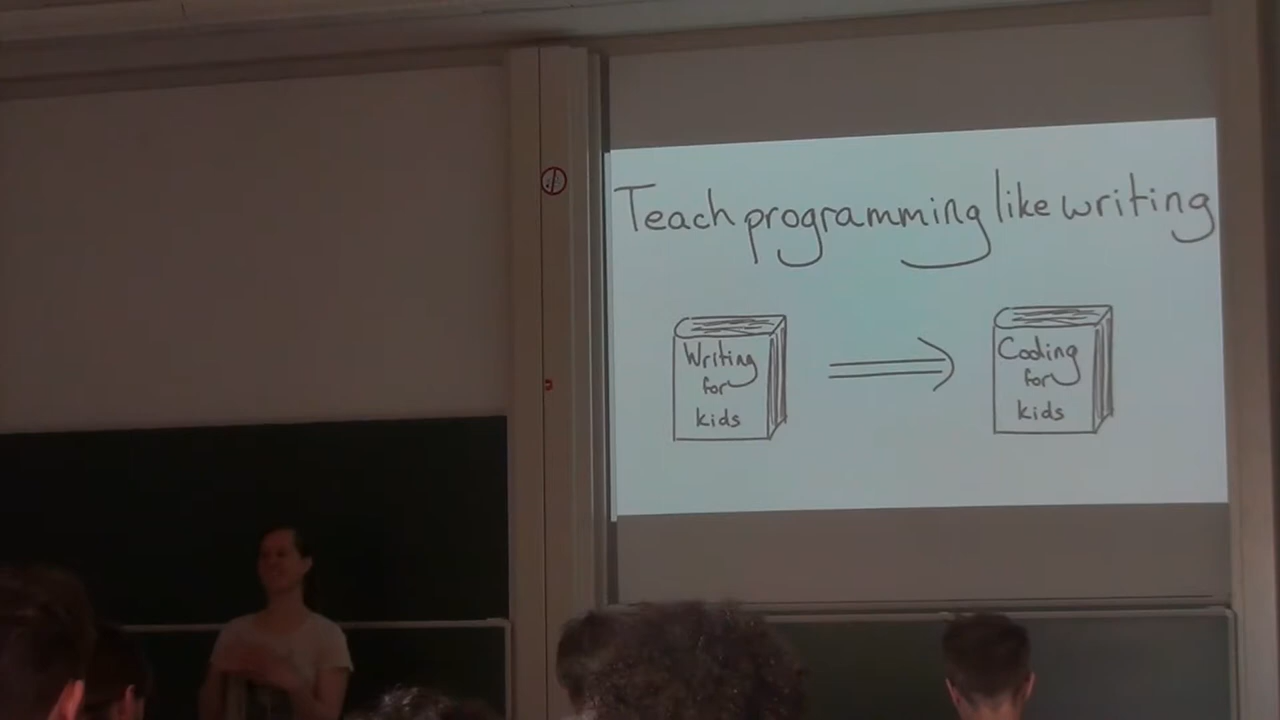 Teach programming like writing
Writing
for
kids
Coding
for
kids